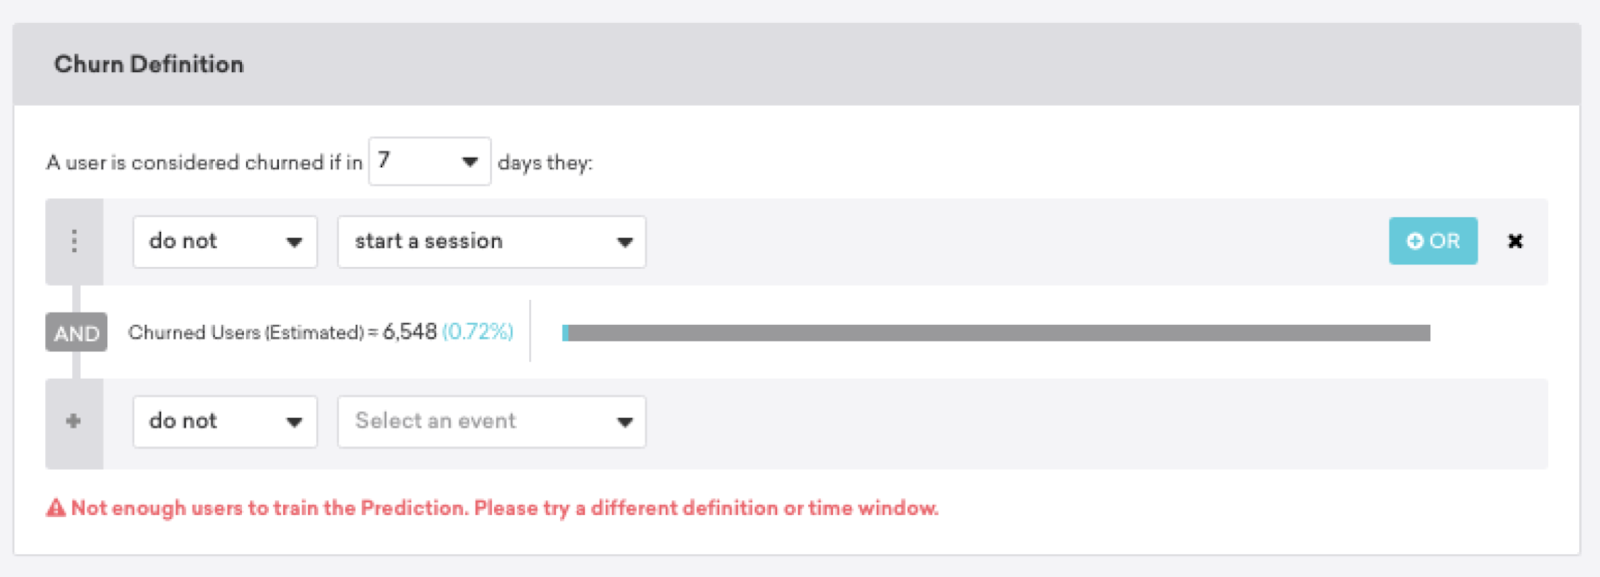 Churn Definition
A user is considered churned if in 7 days they:
do not start a session OR
AND Churned Users (Estimated) = 6,548 (0.72%)
do not Select an event
Not enough users to train the Prediction. Please try a different definition or time window.